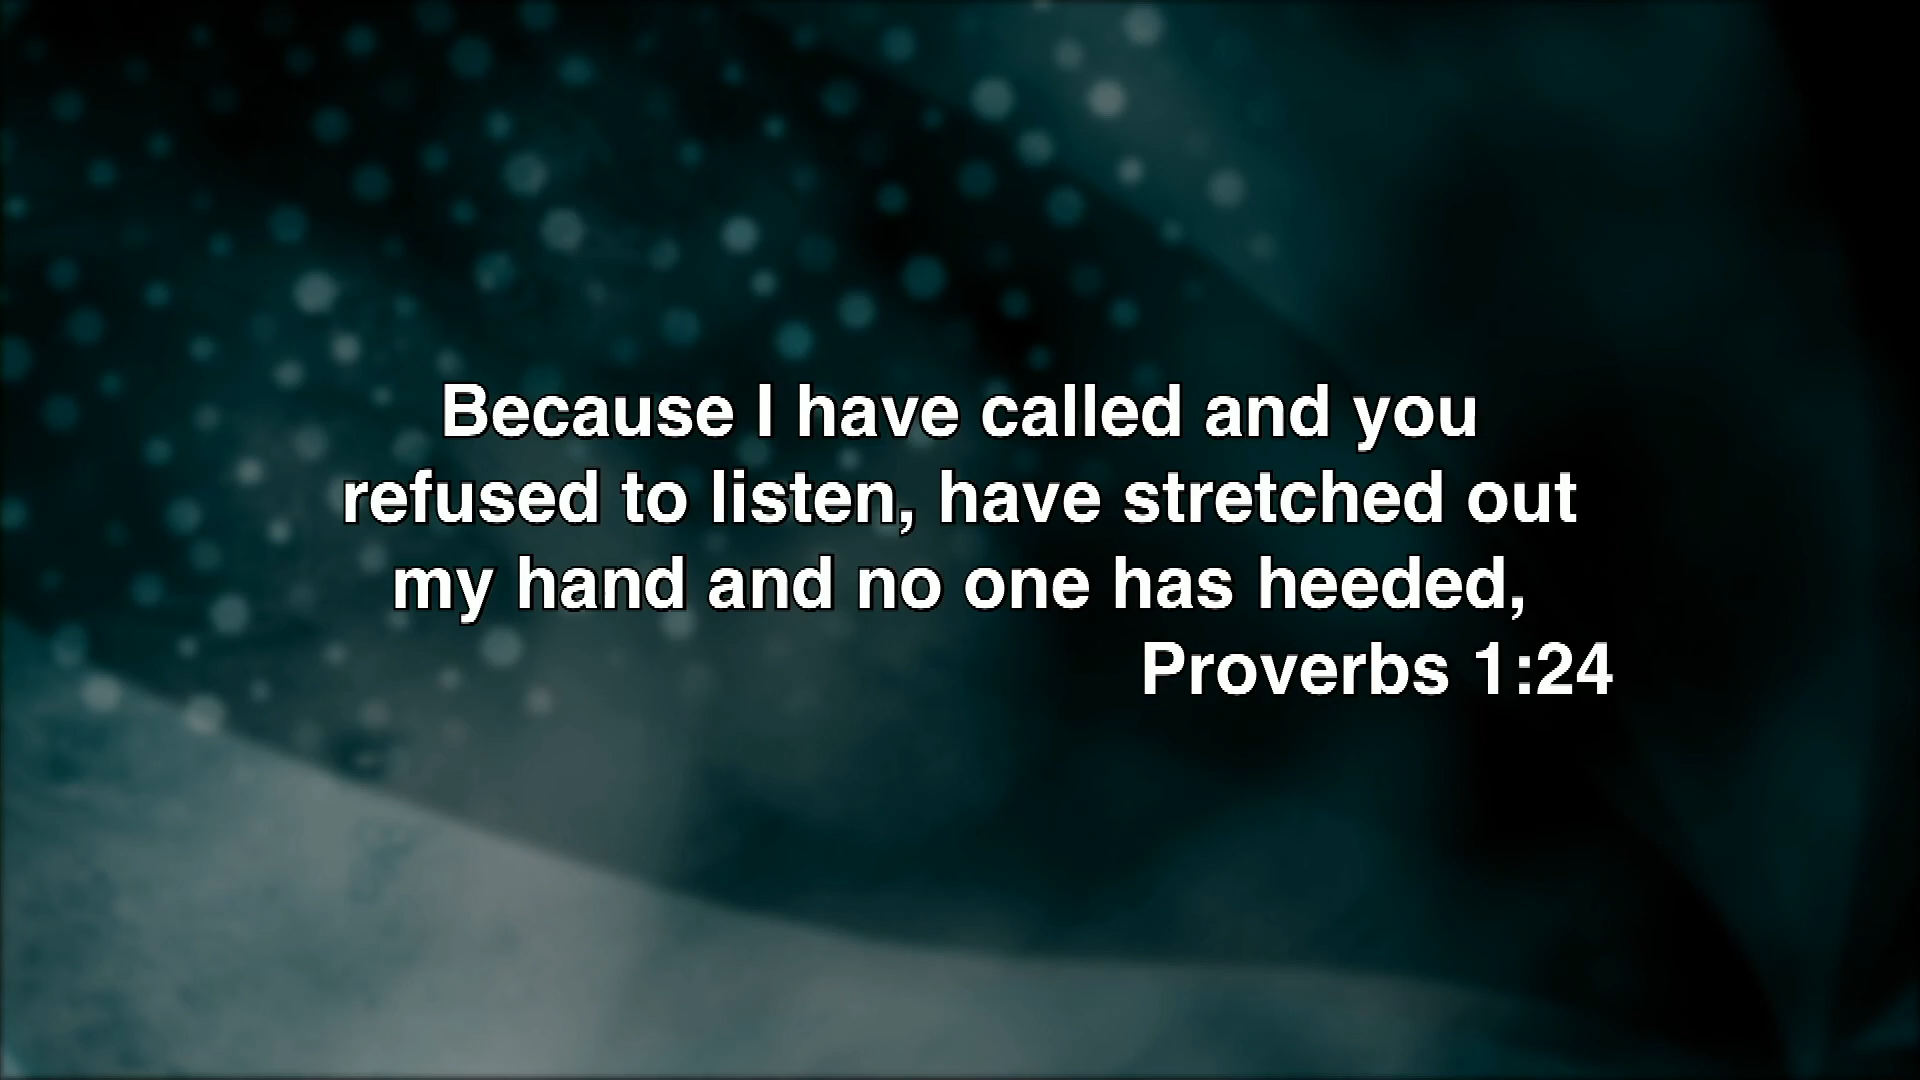 Because I have called and you
refused to listen, have stretched out
my hand and no one has heeded,
Proverbs 1:24